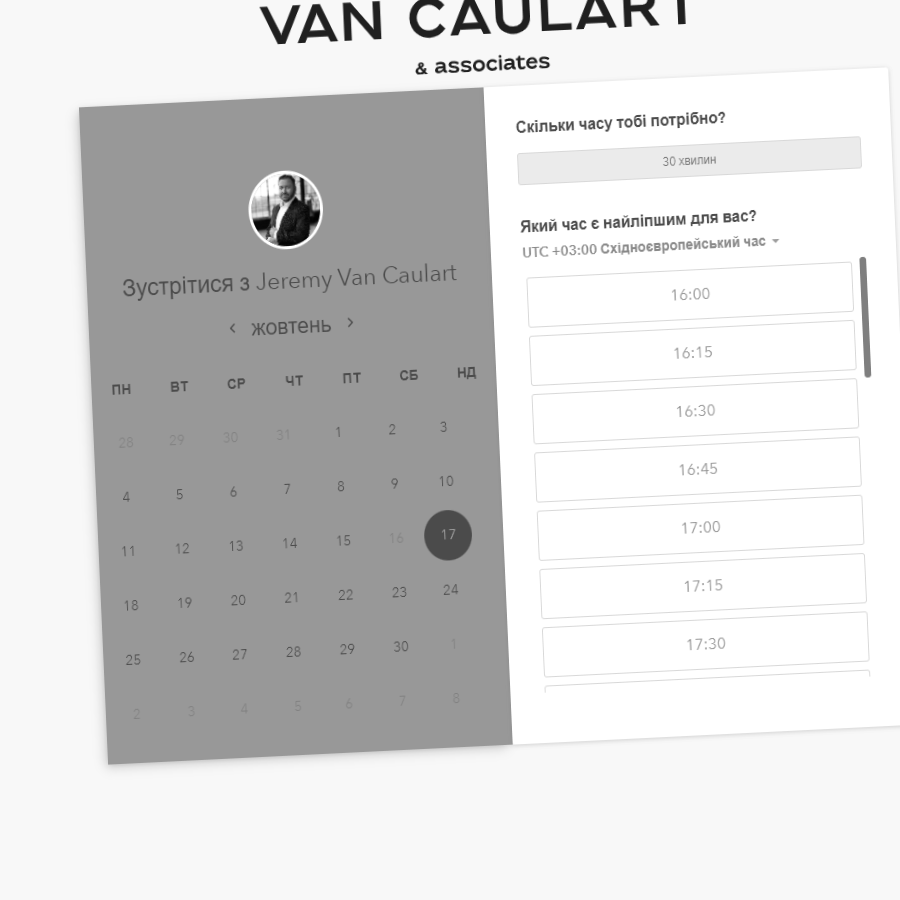 VAN CAULART
& associates
Зустрітися з Jeremy Van Caulart
‹ жовтень ›
ПН ВТ СР ЧТ ПТ СБ НД
28 29 30 31 1 2 3
4 5 6 7 8 9 10
11 12 13 14 15 16 17
18 19 20 21 22 23 24
25 26 27 28 29 30 1
2 3 4 5 6 7 8
Скільки часу тобі потрібно?
30 хвилин
Який час є найліпшим для вас?
UTC +03:00 Східноєвропейський час
16:00
16:15
16:30
16:45
17:00
17:15
17:30